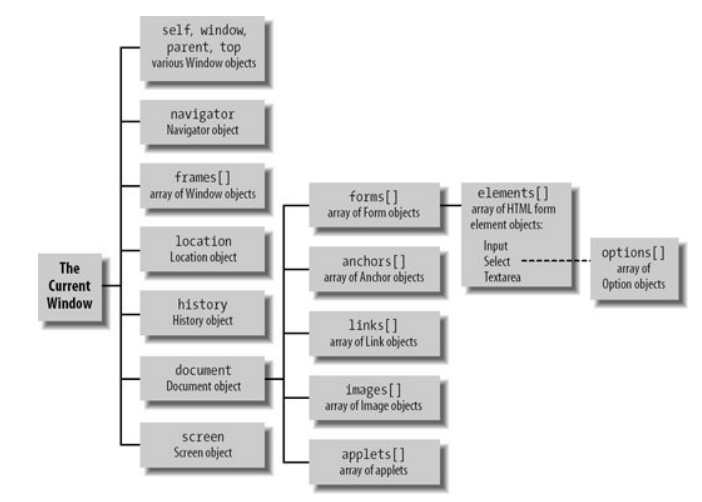 self, window,
parent, top
various Window objects
navigator
Navigator object
frames[]
array of Window objects
location
Location object
The
Current
Window
history
History object
document
Document object
screen
Screen object
forms[]
array of Form objects
anchors[]
array of Anchor objects
links[]
array of Link objects
images[]
array of Image objects
applets[]
array of applets
elements[]
array of HTML form
element objects:
Input
Select
Textarea
options[]
array of
Option objects